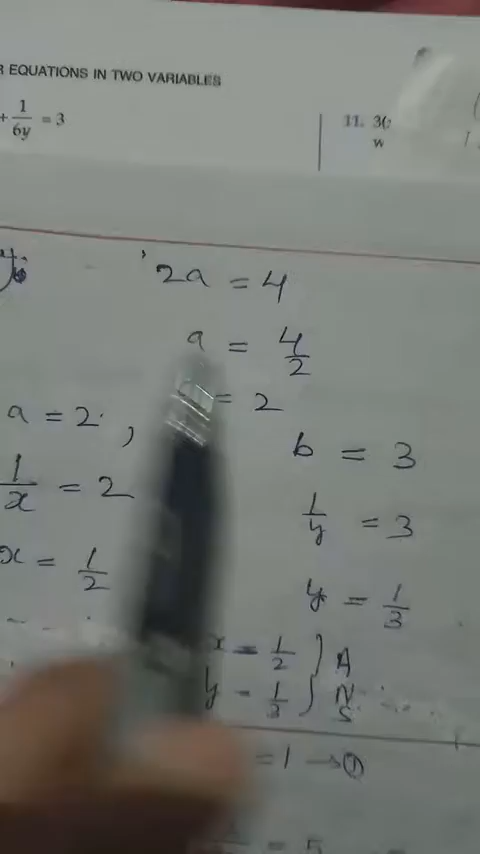 EQUATIONS IN TWO VARIABLES
+ 1/6y = 3
11. 3
w
2a = 4
a = 4/2
= 2
a = 2,
b = 3
1/x = 2
1/y = 3
x = 1/2
y = 1/3
x = 1/2 ) A
y = 1/3 ) N
S
= 1 → ①
= 5